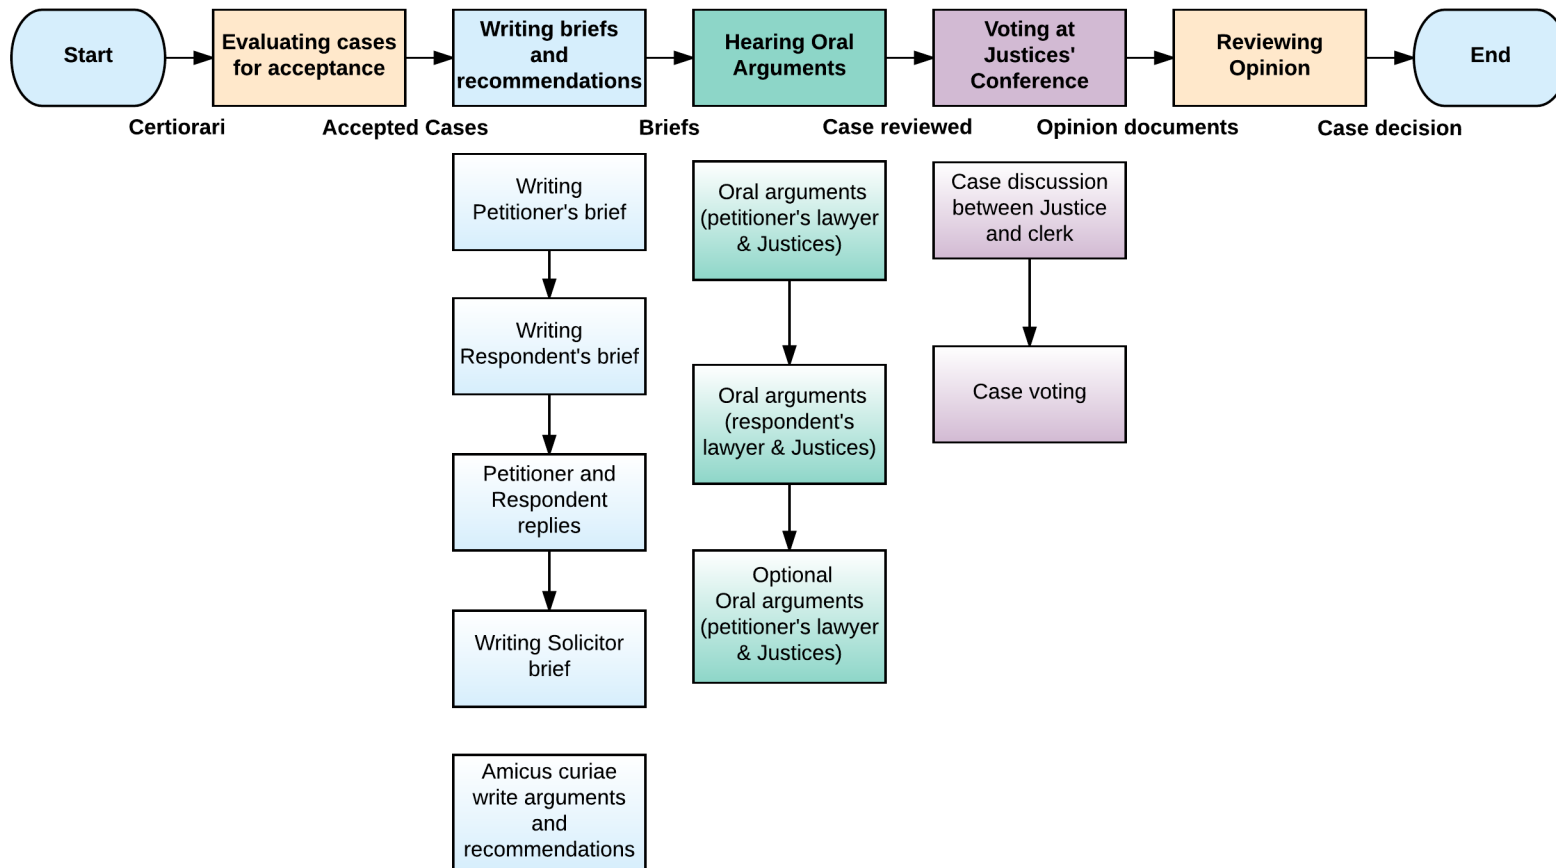 Start
Evaluating cases
for acceptance
Writing briefs
and
recommendations
Hearing Oral
Arguments
Voting at
Justices'
Conference
Reviewing
Opinion
End
Certiorari
Accepted Cases
Briefs
Case reviewed
Opinion documents
Case decision
Writing
Petitioner's brief
Writing
Respondent's brief
Petitioner and
Respondent
replies
Writing Solicitor
brief
Amicus curiae
write arguments
and
recommendations
Oral arguments
(petitioner's lawyer
& Justices)
Oral arguments
(respondent's
lawyer & Justices)
Optional
Oral arguments
(petitioner's lawyer
& Justices)
Case discussion
between Justice
and clerk
Case voting